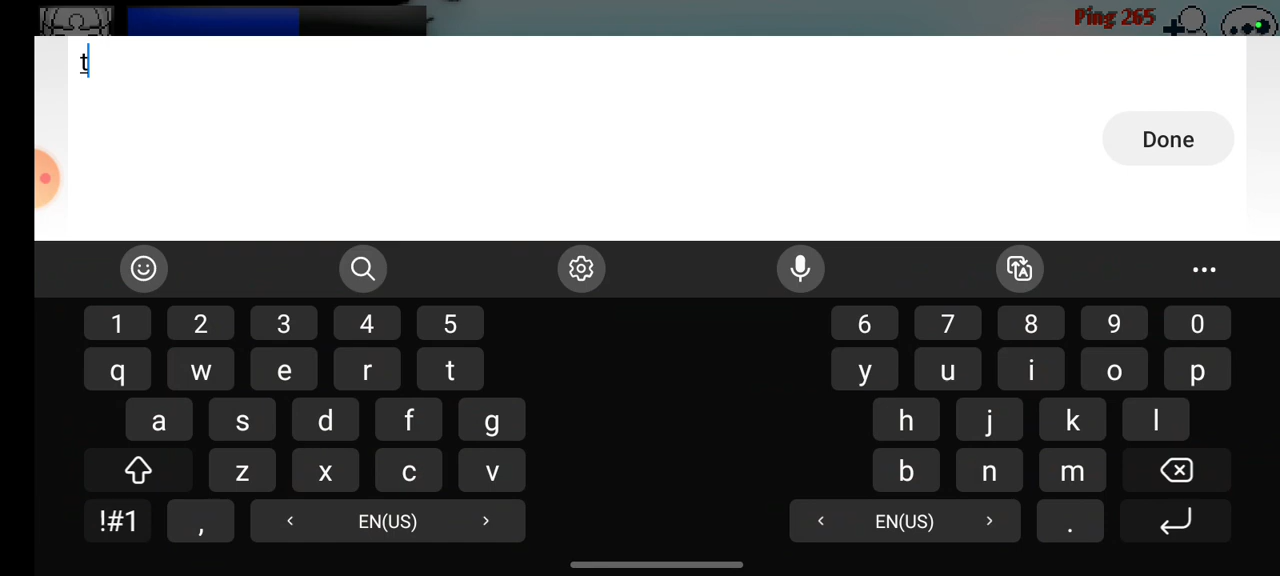 Ping 265
t
Done
1 2 3 4 5 6 7 8 9 0
q w e r t y u i o p
a s d f g h j k l
z x c v b n m
!#1 , < EN(US) > < EN(US) > .